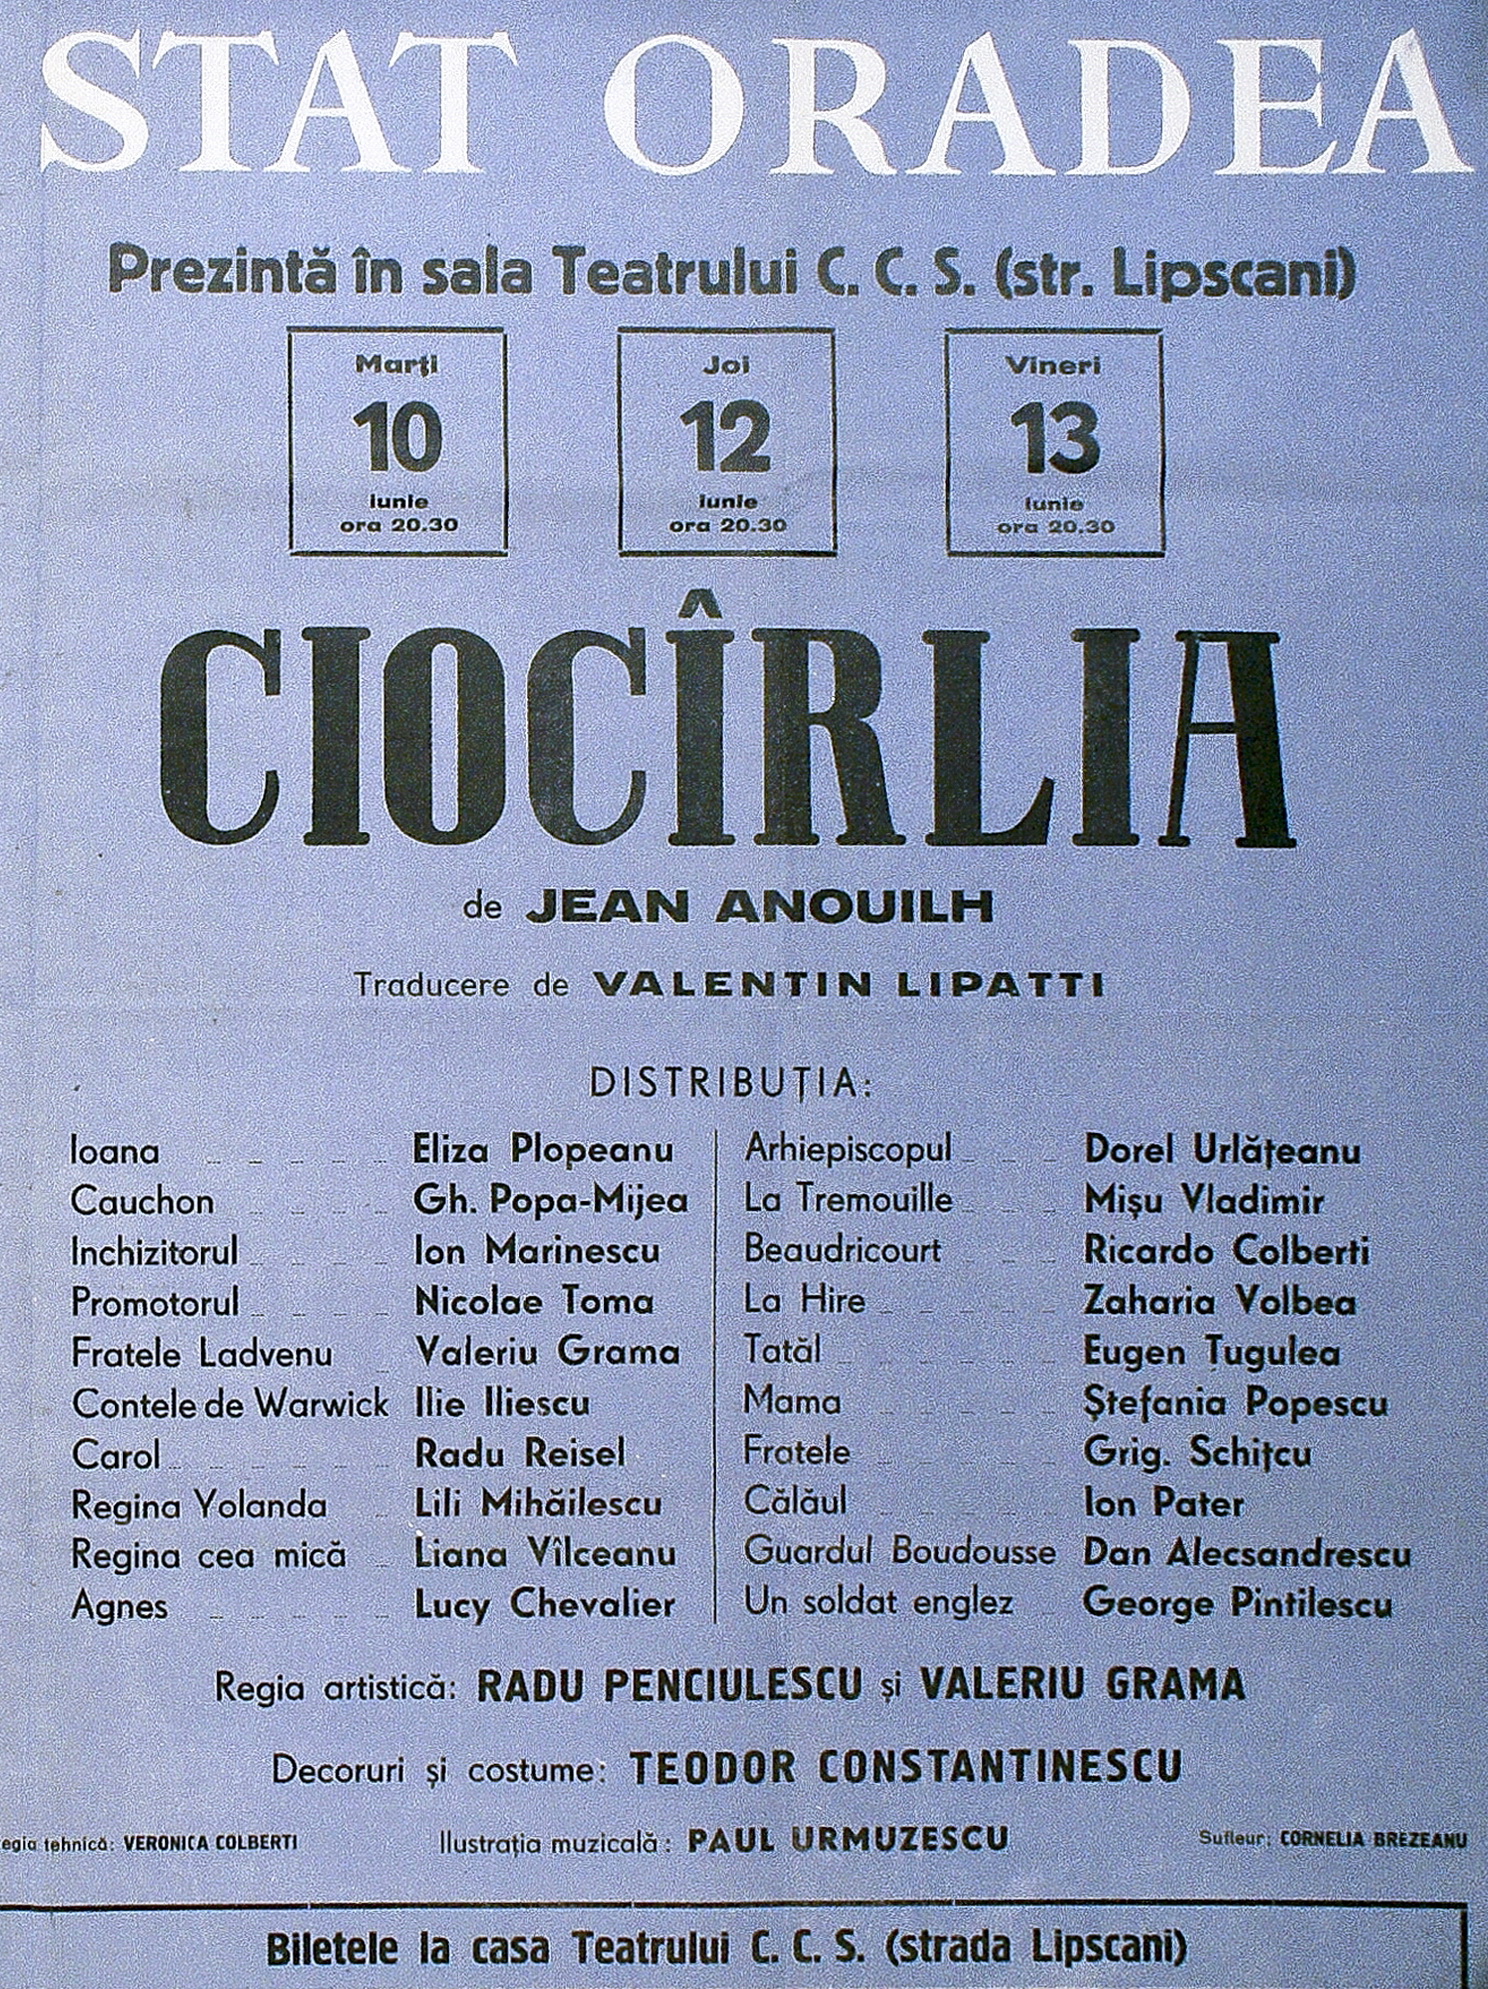 STAT ORADEA
Prezintă în sala Teatrului C. C. S. (str. Lipscani)
Marți
10
iunie
ora 20.30
Joi
12
iunie
ora 20.30
Vineri
13
iunie
ora 20.30
CIOCÎRLIA
de JEAN ANOUILH
Traducere de VALENTIN LIPATTI
DISTRIBUȚIA:
Ioana Eliza Plopeanu
Cauchon Gh. Popa-Mijea
Inchizitorul Ion Marinescu
Promotorul Nicolae Toma
Fratele Ladvenu Valeriu Grama
Contele de Warwick Ilie Iliescu
Carol Radu Reisel
Regina Yolanda Lili Mihăilescu
Regina cea mică Liana Vîlceanu
Agnes Lucy Chevalier
Arhiepiscopul Dorel Urlățeanu
La Tremouille Mișu Vladimir
Beaudricourt Ricardo Colberti
La Hire Zaharia Volbea
Tatăl Eugen Țugulea
Mama Ștefania Popescu
Fratele Grig. Schițcu
Călăul Ion Pater
Guardul Boudousse Dan Alecsandrescu
Un soldat englez George Pintilescu
Regia artistică: RADU PENCIULESCU și VALERIU GRAMA
Decoruri și costume: TEODOR CONSTANTINESCU
egia tehnică: VERONICA COLBERTI
Ilustrația muzicală: PAUL URMUZESCU
Sufleur: CORNELIA BREZEANU
Biletele la casa Teatrului C. C. S. (strada Lipscani)